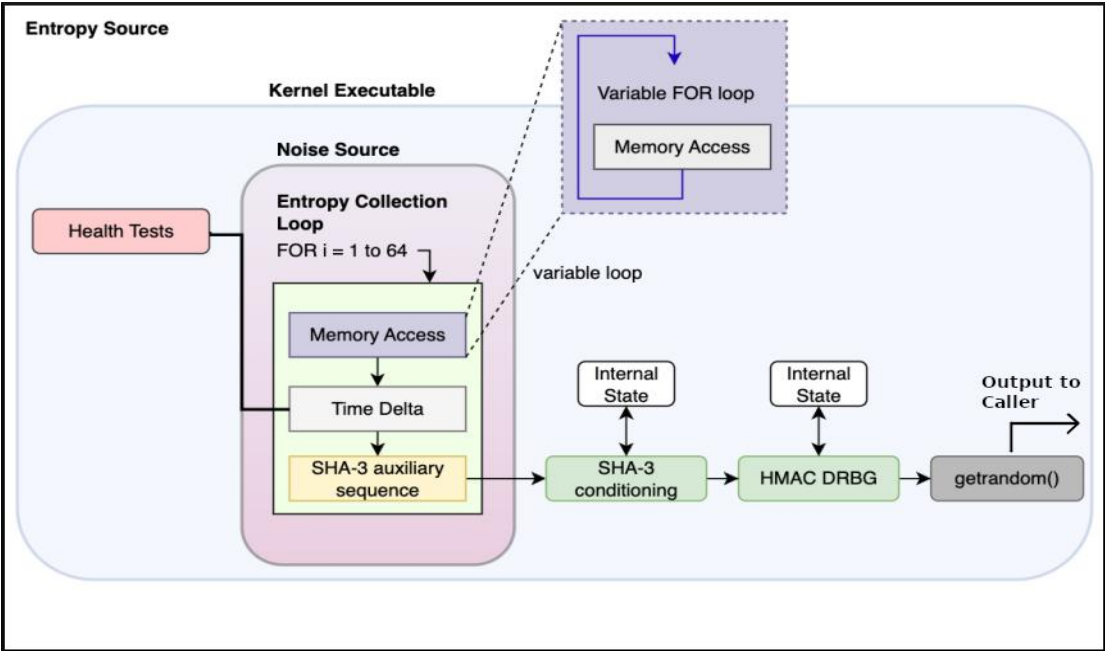 Entropy Source
Kernel Executable
Variable FOR loop
Memory Access
Noise Source
Entropy Collection
Loop
FOR i = 1 to 64
Health Tests
variable loop
Memory Access
Time Delta
SHA-3 auxiliary
sequence
Internal
State
SHA-3
conditioning
Internal
State
HMAC DRBG
Output to
Caller
getrandom()